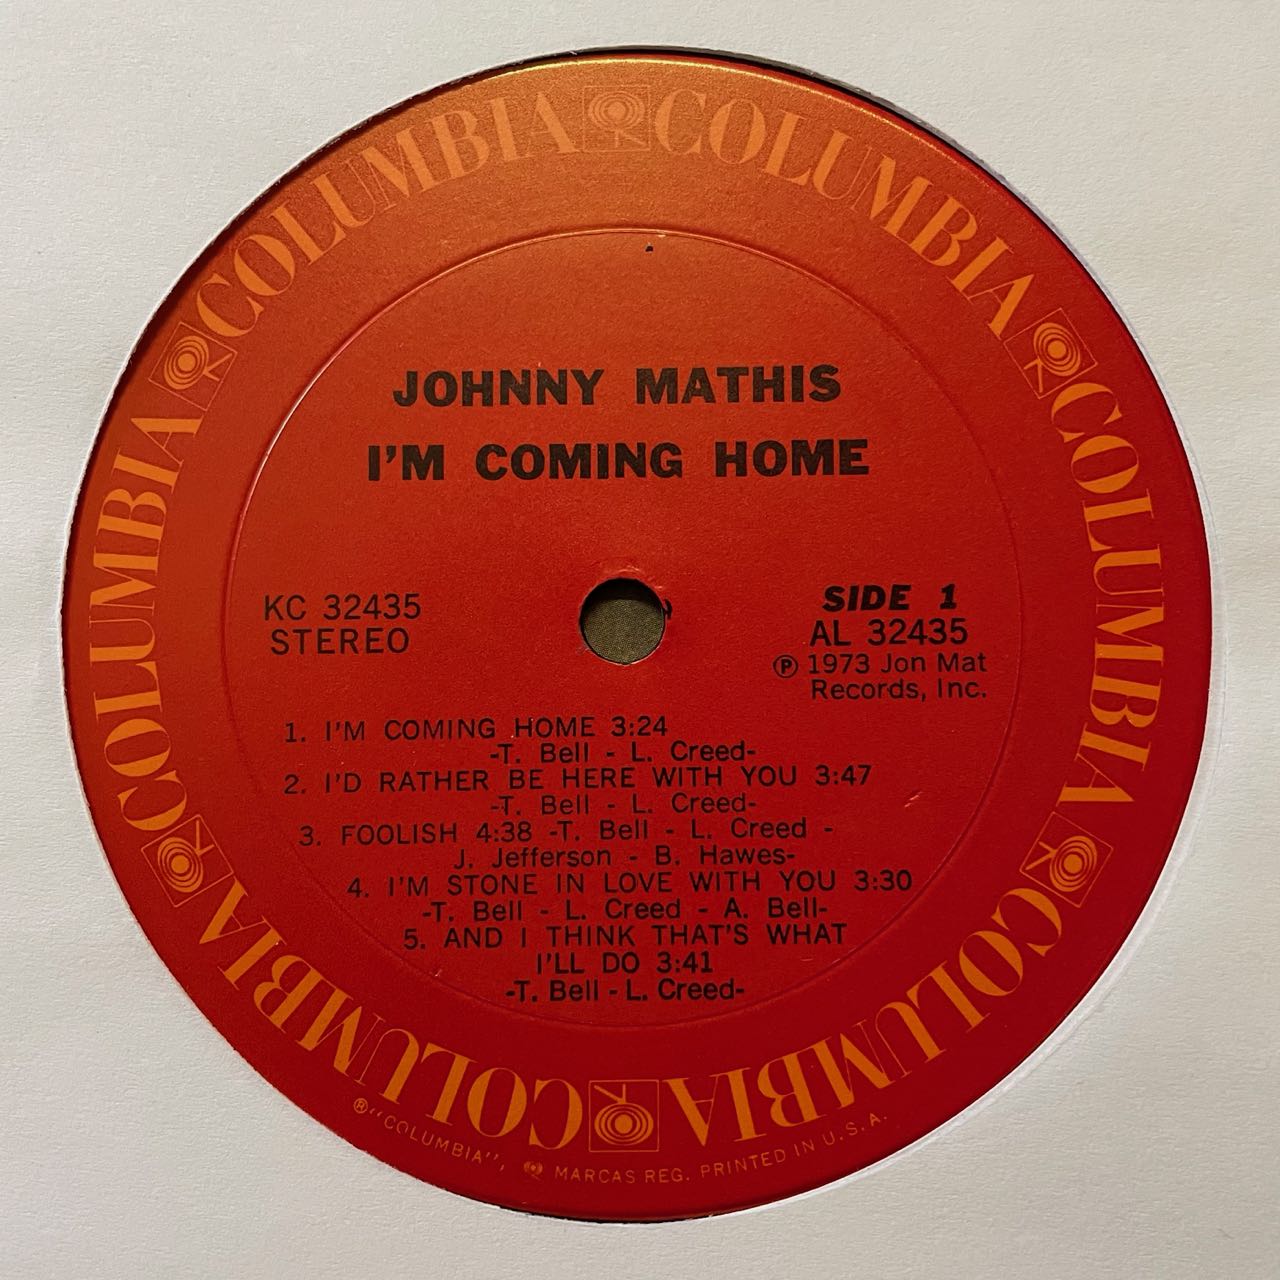 COLUMBIA COLUMBIA COLUMBIA COLUMBIA COLUMBIA COLUMBIA
JOHNNY MATHIS
I'M COMING HOME
KC 32435
STEREO
SIDE 1
AL 32435
℗ 1973 Jon Mat
Records, Inc.
1. I'M COMING HOME 3:24
-T. Bell - L. Creed-
2. I'D RATHER BE HERE WITH YOU 3:47
-T. Bell - L. Creed-
3. FOOLISH 4:38 -T. Bell - L. Creed -
J. Jefferson - B. Hawes-
4. I'M STONE IN LOVE WITH YOU 3:30
-T. Bell - L. Creed - A. Bell-
5. AND I THINK THAT'S WHAT
I'LL DO 3:41
-T. Bell - L. Creed-
® "COLUMBIA", MARCAS REG. PRINTED IN U.S.A.